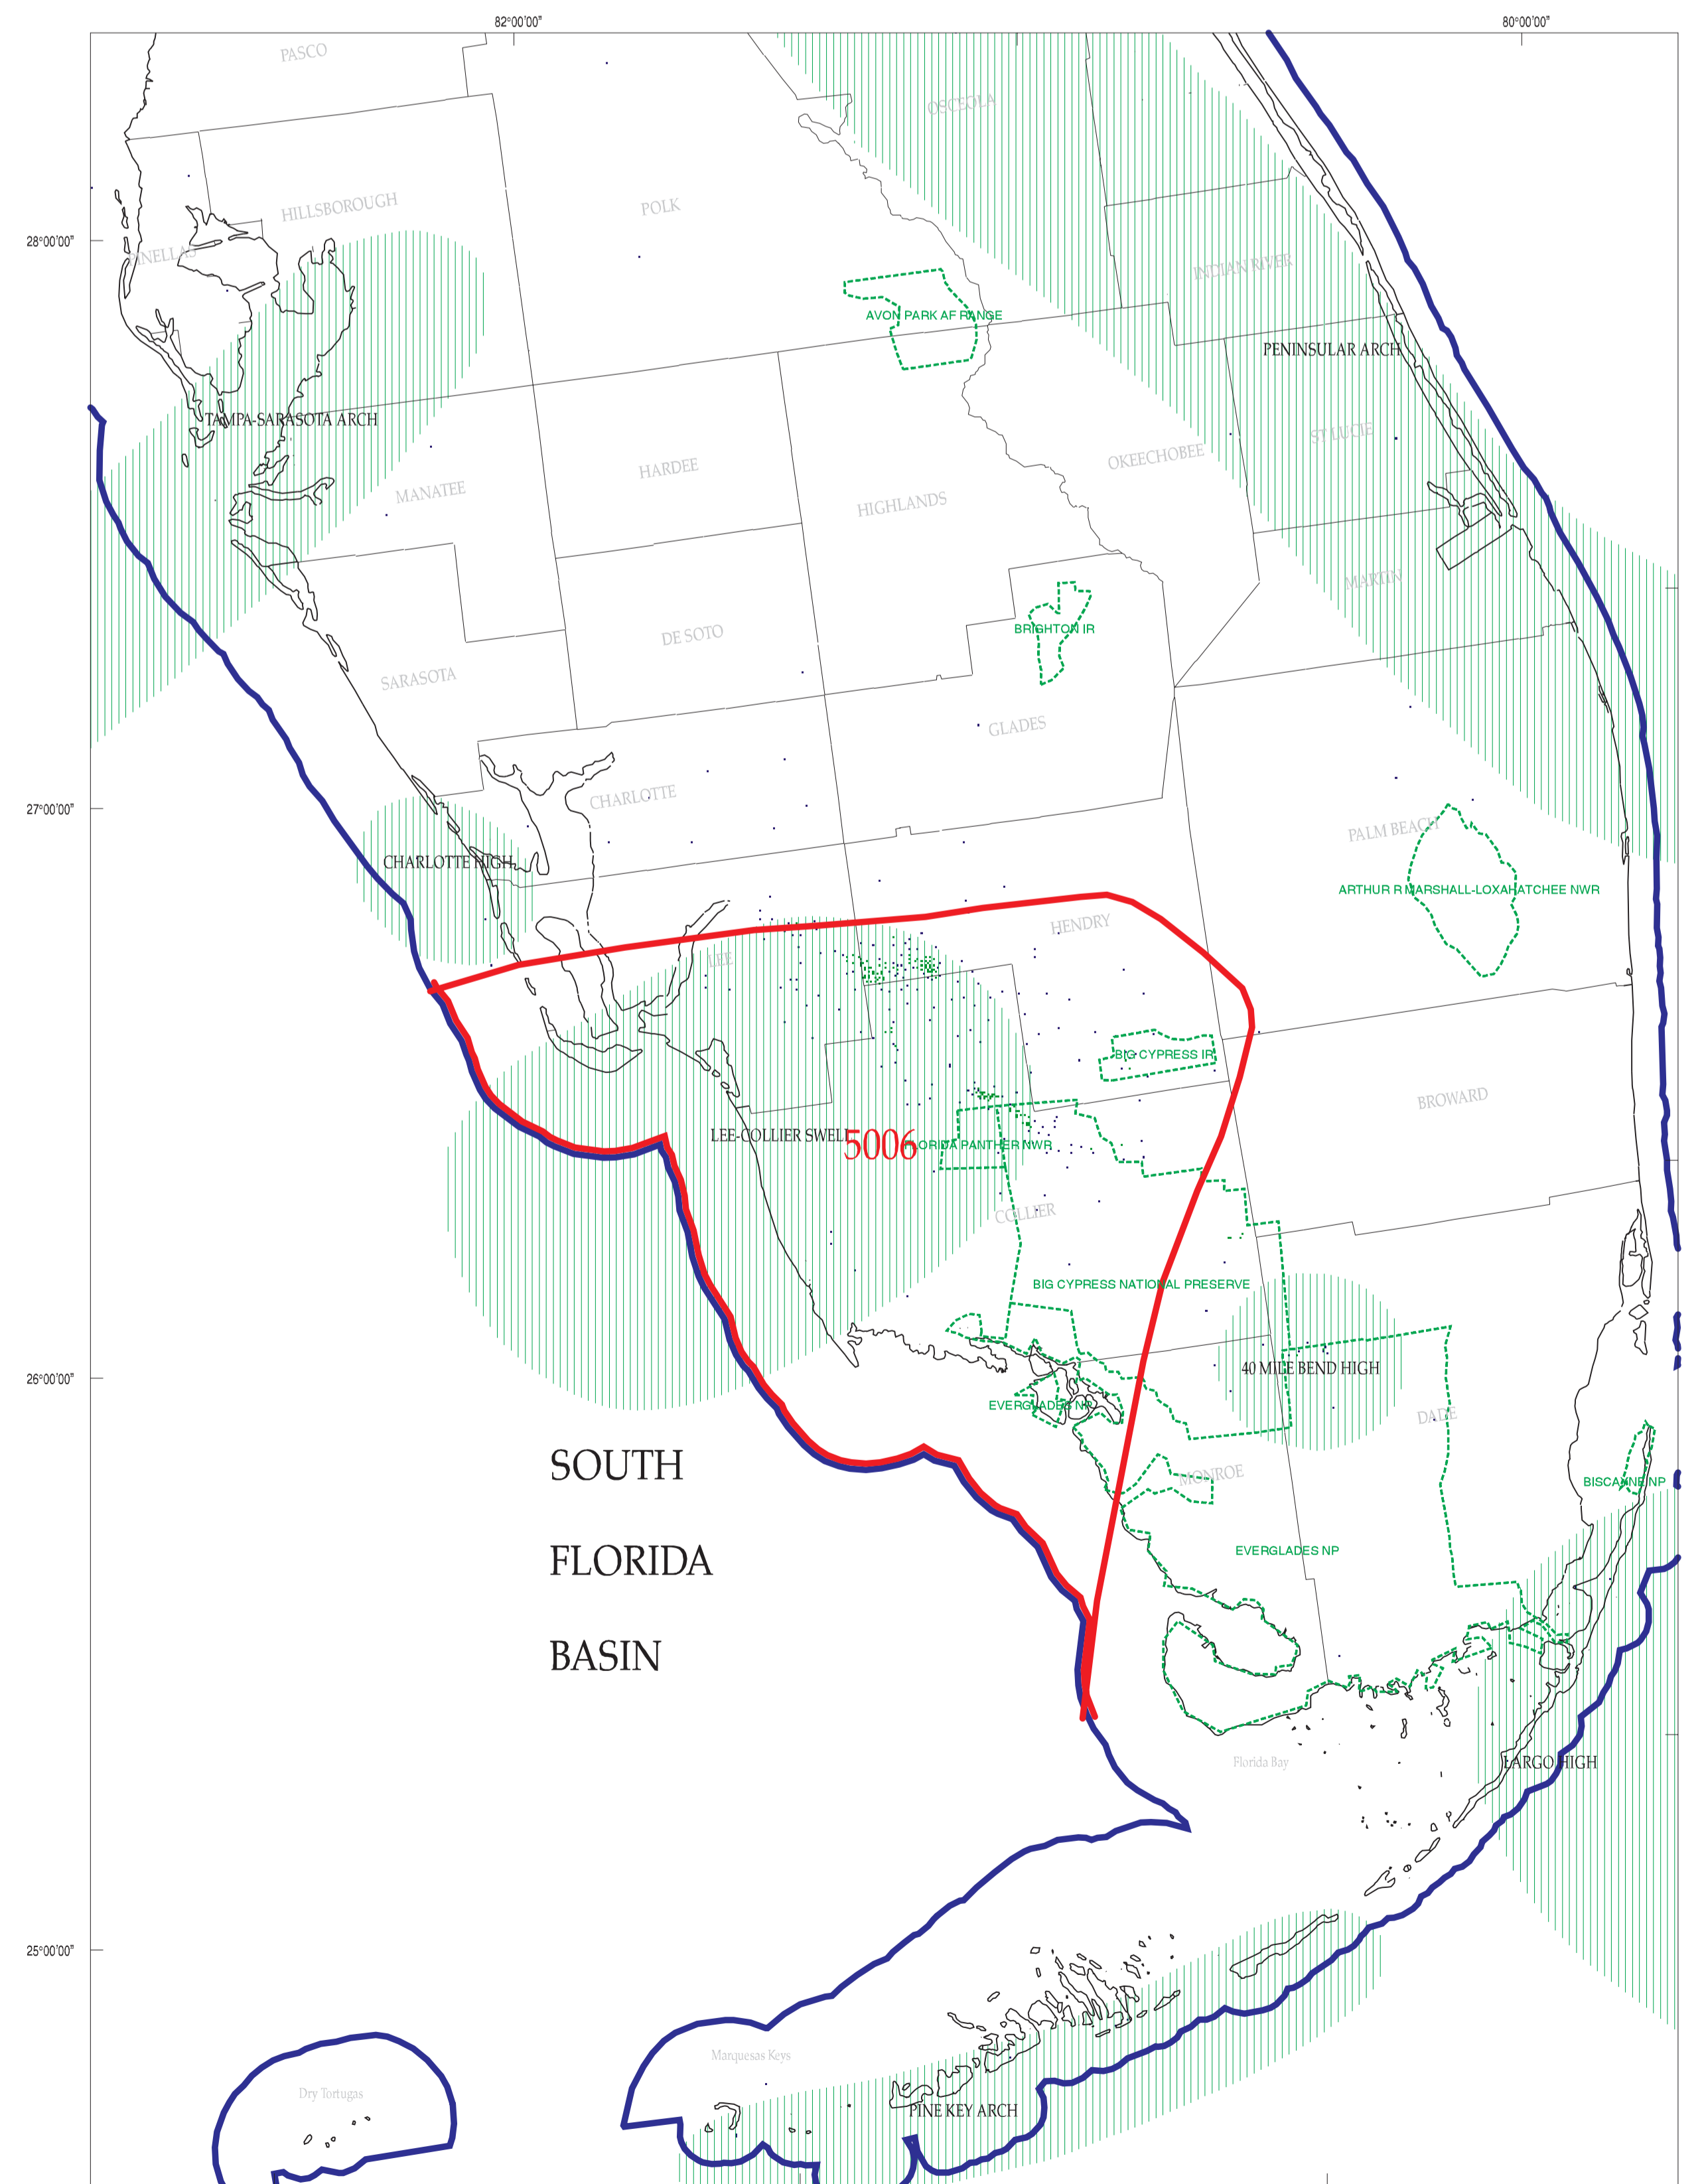 82°00'00"
80°00'00"
PASCO
OSCEOLA
HILLSBOROUGH
POLK
28°00'00"
PINELLAS
INDIAN RIVER
AVON PARK AF RANGE
PENINSULAR ARCH
TAMPA-SARASOTA ARCH
ST LUCIE
HARDEE
OKEECHOBEE
MANATEE
HIGHLANDS
MARTIN
BRIGHTON IR
DE SOTO
SARASOTA
GLADES
CHARLOTTE
27°00'00"
PALM BEACH
CHARLOTTE HIGH
ARTHUR R MARSHALL-LOXAHATCHEE NWR
HENDRY
LEE
BIG CYPRESS IR
BROWARD
LEE-COLLIER SWELL
5006
FLORIDA PANTHER NWR
COLLIER
BIG CYPRESS NATIONAL PRESERVE
40 MILE BEND HIGH
26°00'00"
EVERGLADES NP
DADE
SOUTH
MONROE
BISCAYNE NP
EVERGLADES NP
FLORIDA
BASIN
Florida Bay
LARGO HIGH
25°00'00"
Marquesas Keys
Dry Tortugas
PINE KEY ARCH